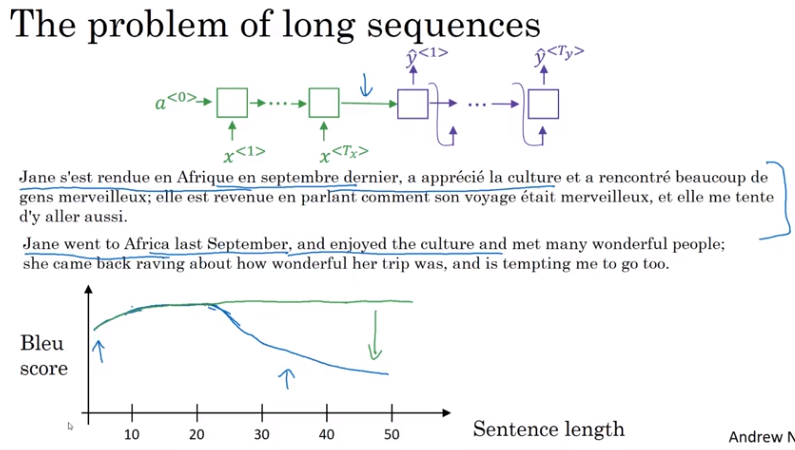 The problem of long sequences
ŷ<1> ŷ<Ty>
a<0>
x<1> x<Tx>
Jane s'est rendue en Afrique en septembre dernier, a apprécié la culture et a rencontré beaucoup de
gens merveilleux; elle est revenue en parlant comment son voyage était merveilleux, et elle me tente
d'y aller aussi.
Jane went to Africa last September, and enjoyed the culture and met many wonderful people;
she came back raving about how wonderful her trip was, and is tempting me to go too.
Bleu
score
10 20 30 40 50
Sentence length
Andrew N